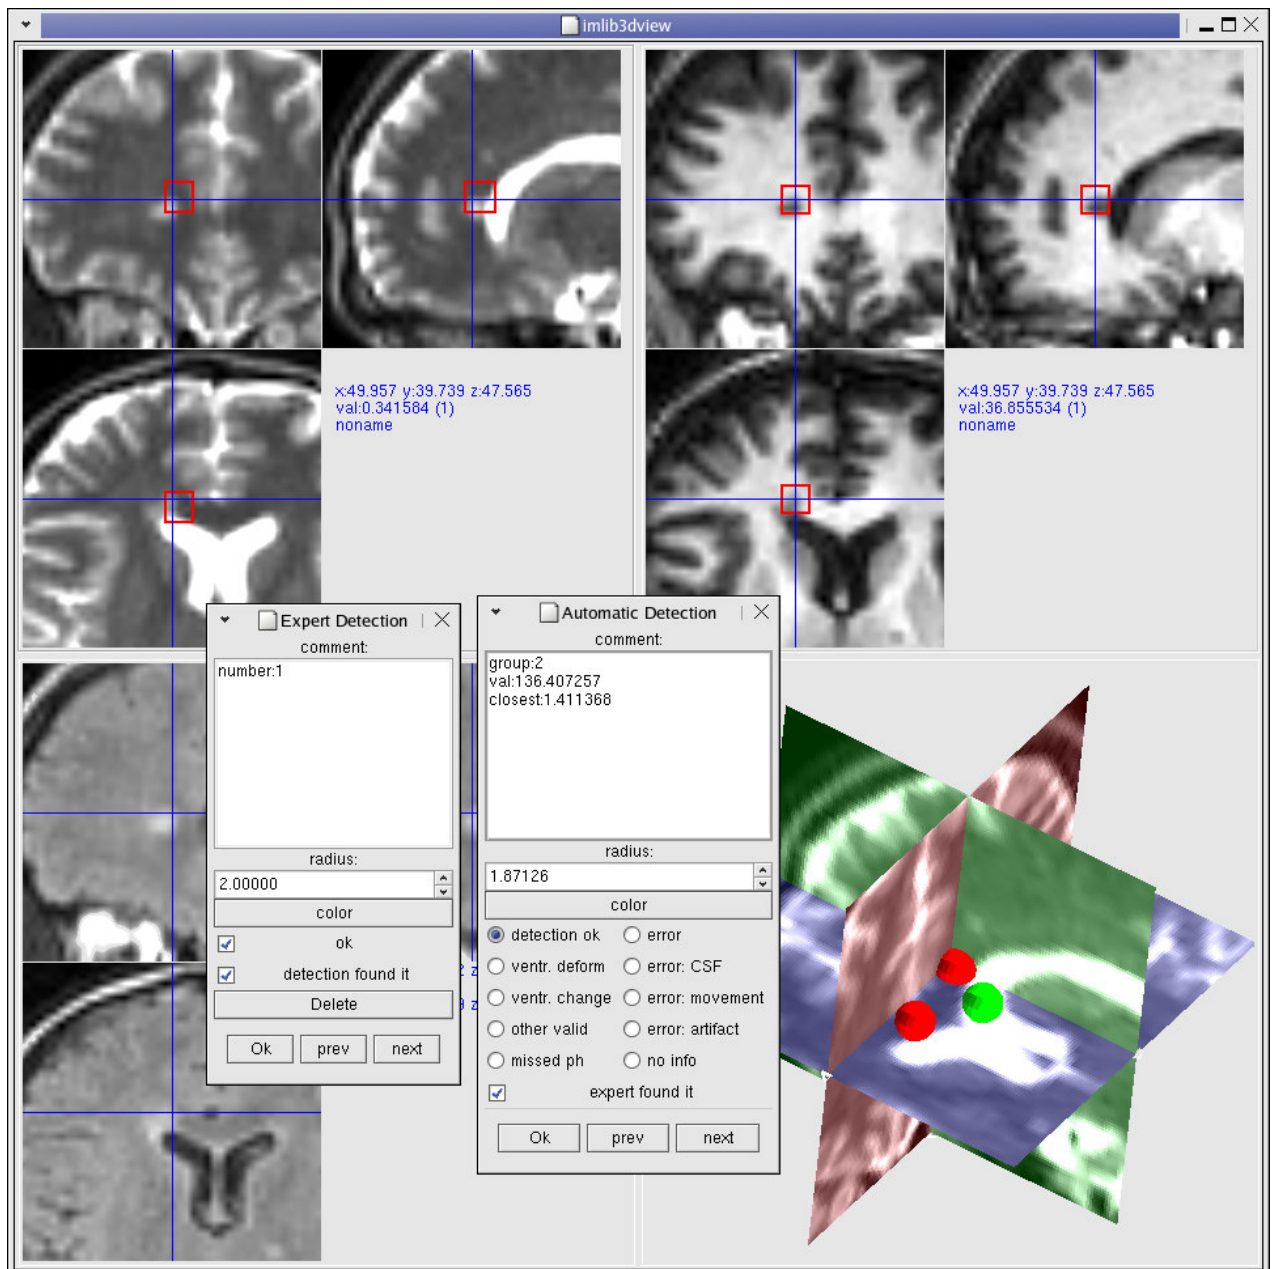 imlib3dview
x:49.957 y:39.739 z:47.565
val:0.341584 (1)
noname
x:49.957 y:39.739 z:47.565
val:36.855534 (1)
noname
Expert Detection
comment:
number:1
radius:
2.00000
color
ok
detection found it
Delete
Ok prev next
Automatic Detection
comment:
group:2
val:136.407257
closest:1.411368
radius:
1.87126
color
detection ok error
ventr. deform error: CSF
ventr. change error: movement
other valid error: artifact
missed ph no info
expert found it
Ok prev next
2 z
9 z